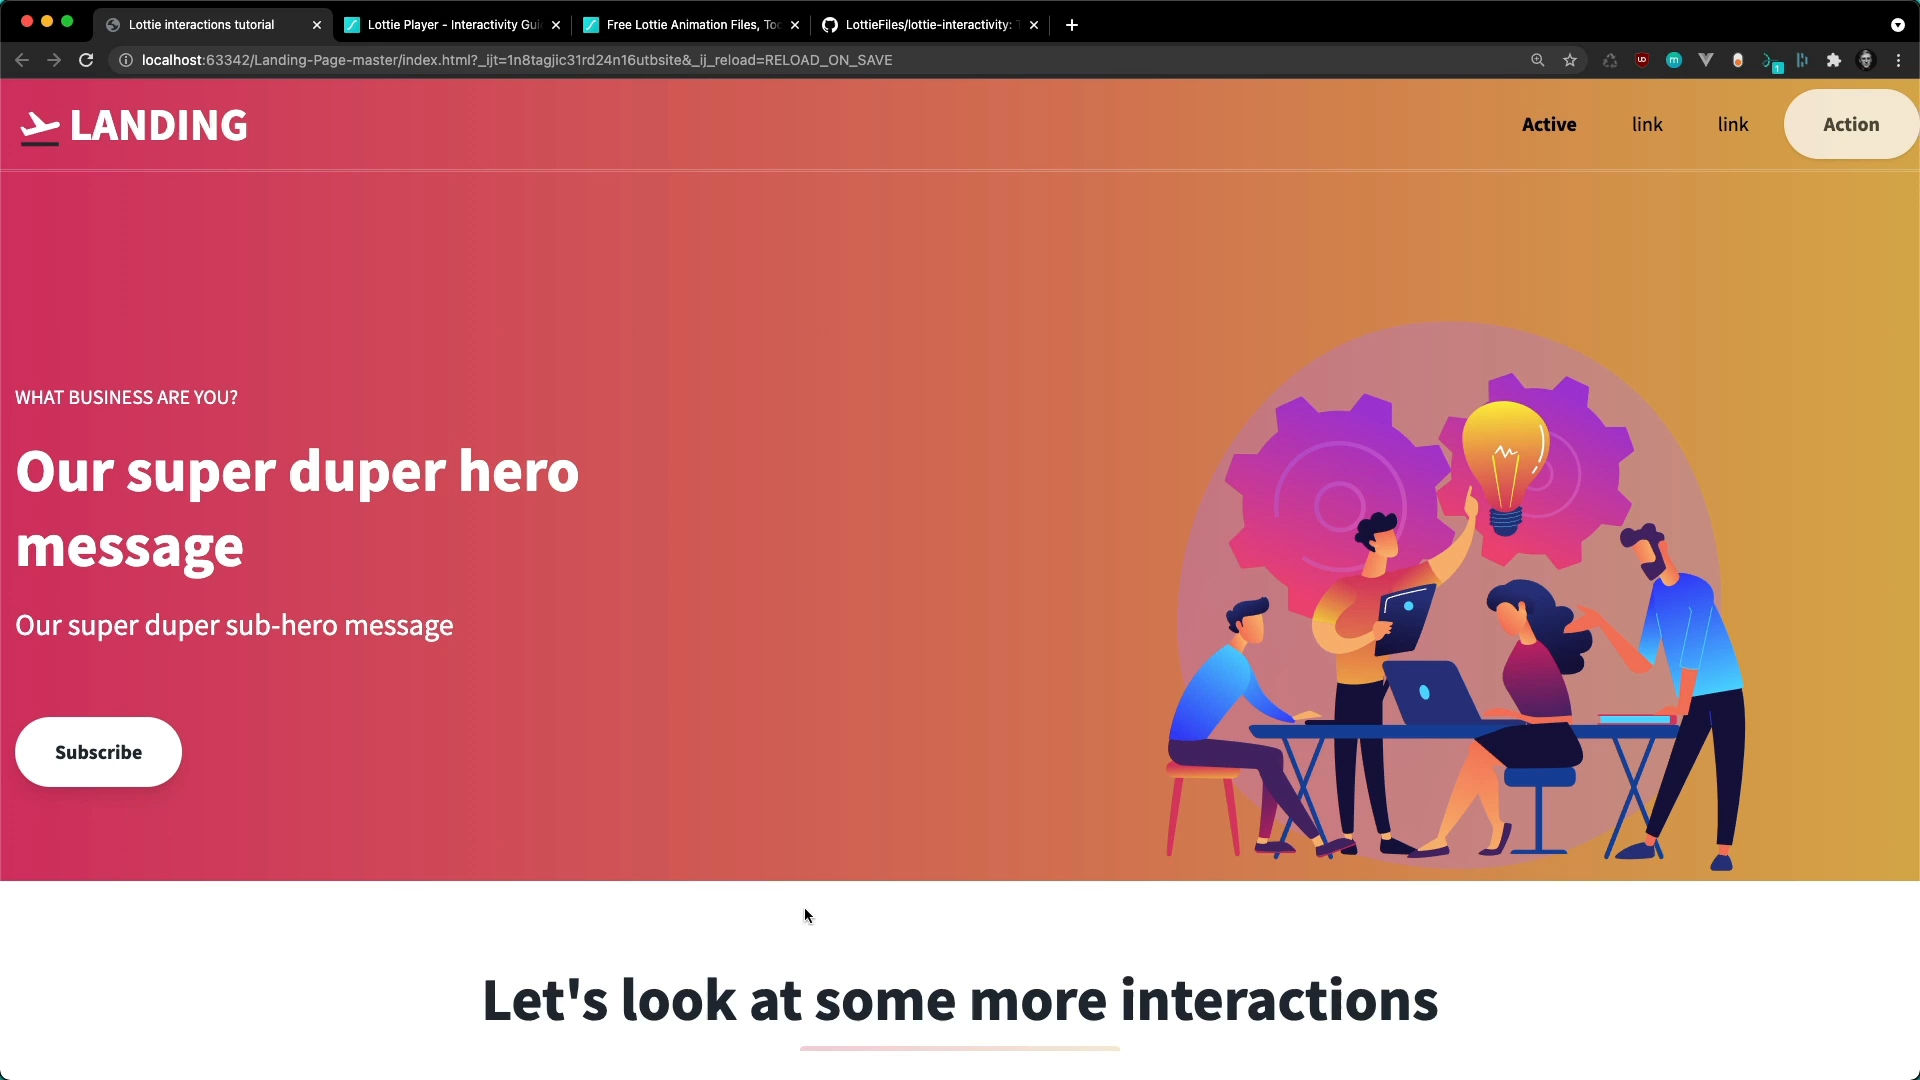 Lottie interactions tutorial
Lottie Player - Interactivity Gui
Free Lottie Animation Files, Too
LottieFiles/lottie-interactivity: T
localhost:63342/Landing-Page-master/index.html?_ijt=1n8tagjic31rd24n16utbsite&_ij_reload=RELOAD_ON_SAVE
LANDING
Active
link
link
Action
WHAT BUSINESS ARE YOU?
Our super duper hero
message
Our super duper sub-hero message
Subscribe
Let's look at some more interactions